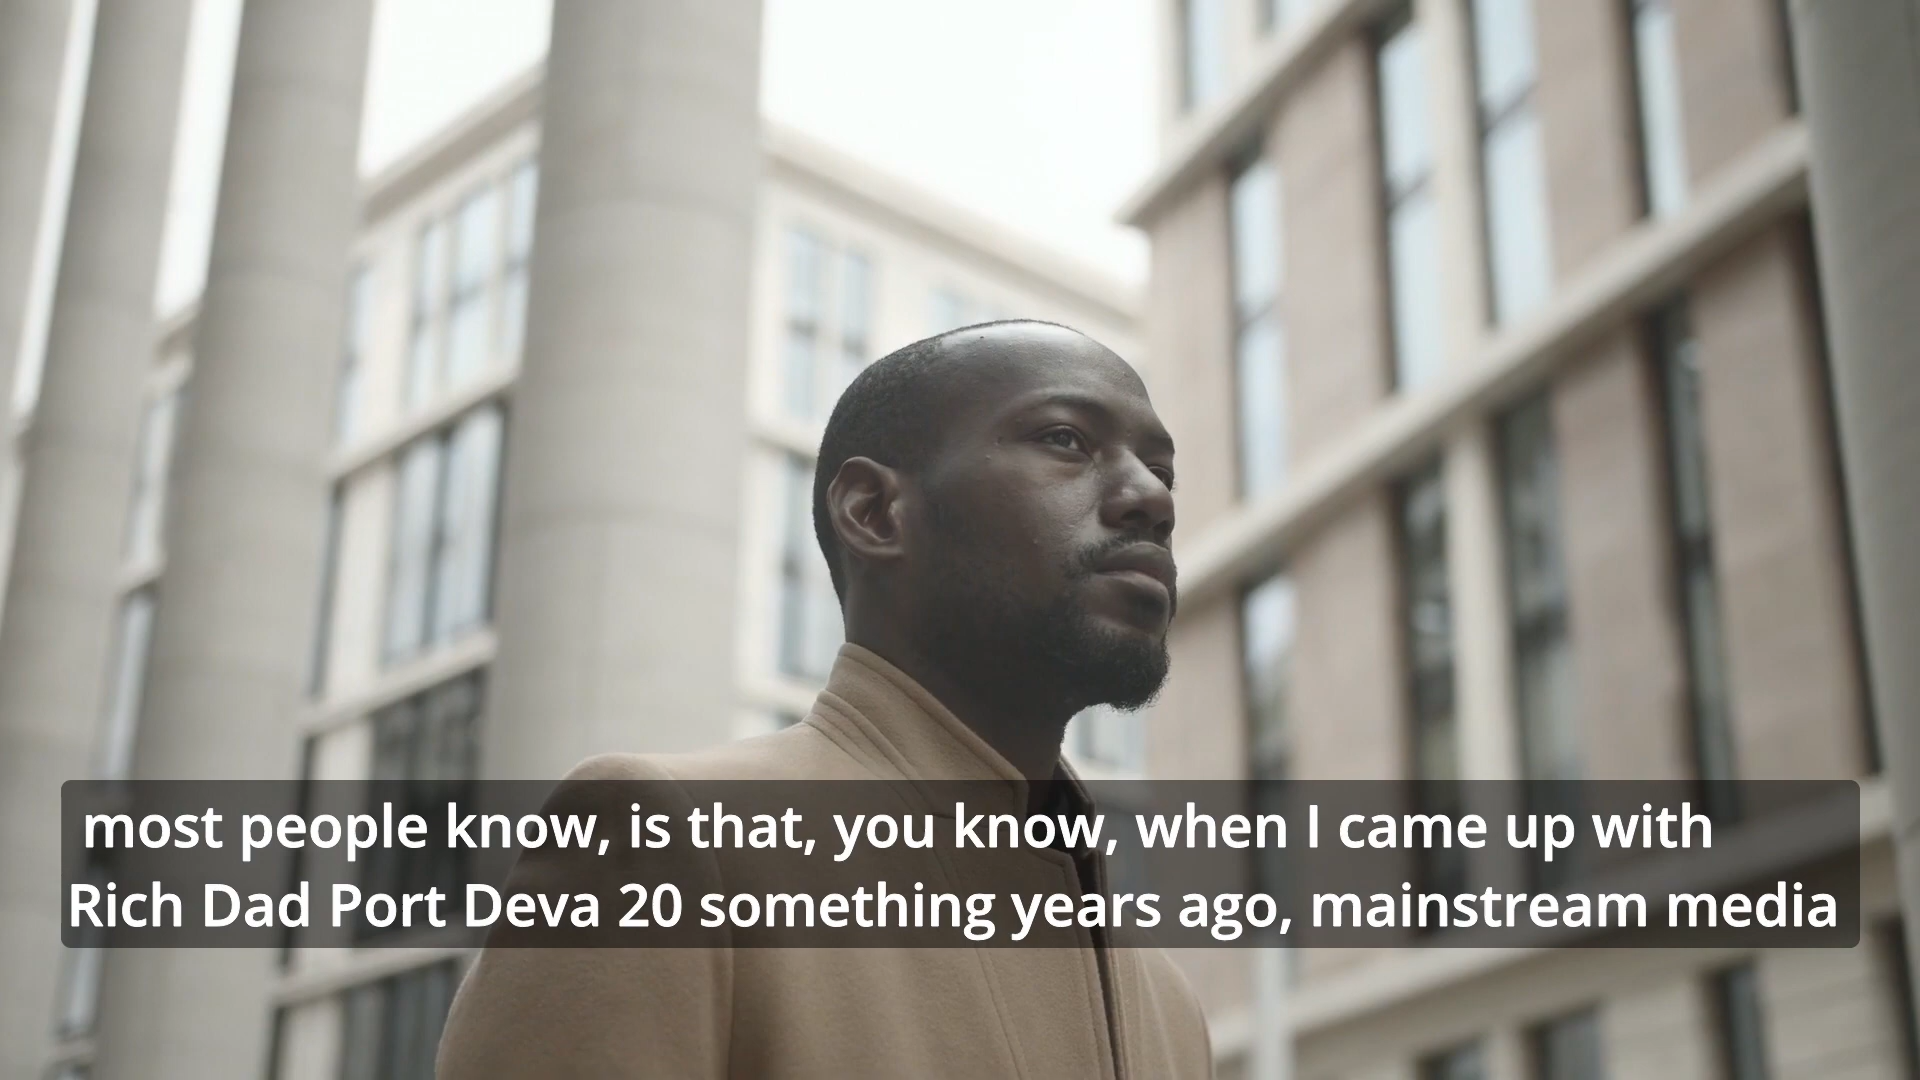 most people know, is that, you know, when I came up with
Rich Dad Port Deva 20 something years ago, mainstream media